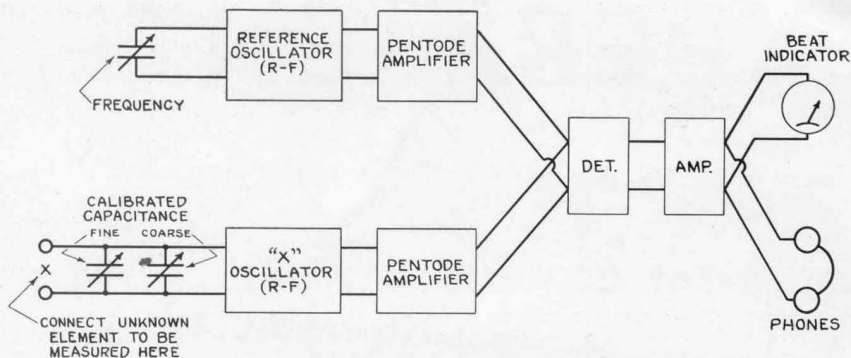 REFERENCE
OSCILLATOR
(R-F)
PENTODE
AMPLIFIER
BEAT
INDICATOR
FREQUENCY
DET.
AMP.
CALIBRATED
CAPACITANCE
FINE COARSE
X
"X"
OSCILLATOR
(R-F)
PENTODE
AMPLIFIER
CONNECT UNKNOWN
ELEMENT TO BE
MEASURED HERE
PHONES